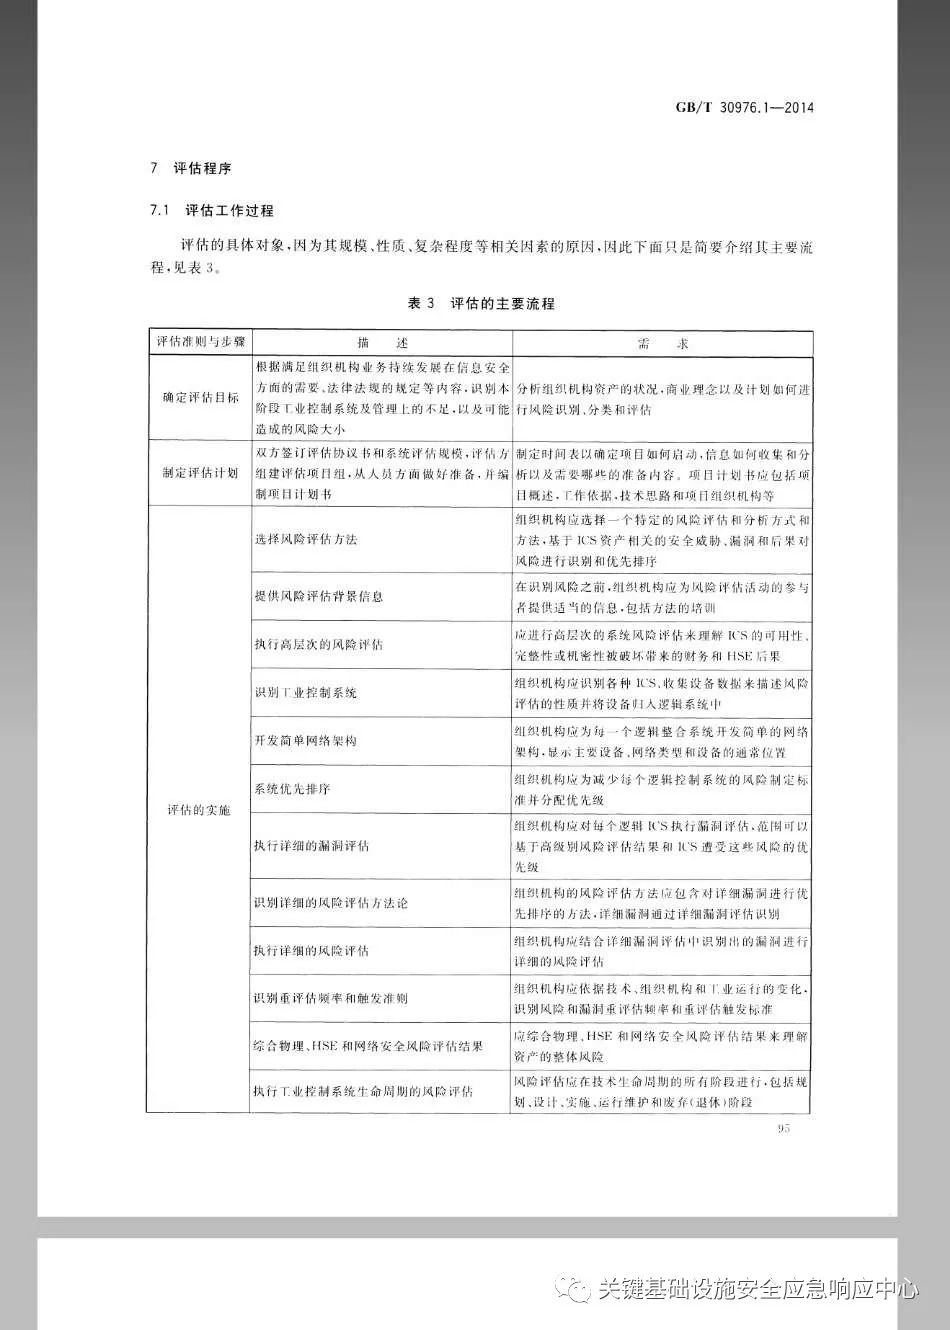 GB/T 30976.1—2014
7 评估程序
7.1 评估工作过程
评估的具体对象,因为其规模、性质、复杂程度等相关因素的原因,因此下面只是简要介绍其主要流
程,见表 3。
表 3 评估的主要流程
评估准则与步骤 描 述 需 求
确定评估目标
根据满足组织机构业务持续发展在信息安全
方面的需要、法律法规的规定等内容,识别本
阶段工业控制系统及管理上的不足,以及可能
造成的风险大小
分析组织机构资产的状况,商业理念以及计划如何进
行风险识别、分类和评估
制定评估计划
双方签订评估协议书和系统评估规模,评估方
组建评估项目组,从人员方面做好准备,并编
制项目计划书
制定时间表以确定项目如何启动,信息如何收集和分
析以及需要哪些的准备内容。项目计划书应包括项
目概述,工作依据,技术思路和项目组织机构等
评估的实施
选择风险评估方法
组织机构应选择一个特定的风险评估和分析方式和
方法,基于 ICS 资产相关的安全威胁、漏洞和后果对
风险进行识别和优先排序
提供风险评估背景信息
在识别风险之前,组织机构应为风险评估活动的参与
者提供适当的信息,包括方法的培训
执行高层次的风险评估
应进行高层次的系统风险评估来理解 ICS 的可用性、
完整性或机密性被破坏带来的财务和 HSE 后果
识别工业控制系统
组织机构应识别各种 ICS、收集设备数据来描述风险
评估的性质并将设备归入逻辑系统中
开发简单网络架构
组织机构应为每一个逻辑整合系统开发简单的网络
架构,显示主要设备、网络类型和设备的通常位置
系统优先排序
组织机构应为减少每个逻辑控制系统的风险制定标
准并分配优先级
执行详细的漏洞评估
组织机构应对每个逻辑 ICS 执行漏洞评估、范围可以
基于高级别风险评估结果和 ICS 遭受这些风险的优
先级
识别详细的风险评估方法论
组织机构的风险评估方法应包含对详细漏洞进行优
先排序的方法,详细漏洞通过详细漏洞评估识别
执行详细的风险评估
组织机构应结合详细漏洞评估中识别出的漏洞进行
详细的风险评估
识别重评估频率和触发准则
组织机构应依据技术、组织机构和工业运行的变化,
识别风险和漏洞重评估频率和重评估触发标准
综合物理、HSE 和网络安全风险评估结果
应综合物理、HSE 和网络安全风险评估结果来理解
资产的整体风险
执行工业控制系统生命周期的风险评估
风险评估应在技术生命周期的所有阶段进行,包括规
划、设计、实施、运行维护和废弃(退休)阶段
95
关键基础设施安全应急响应中心